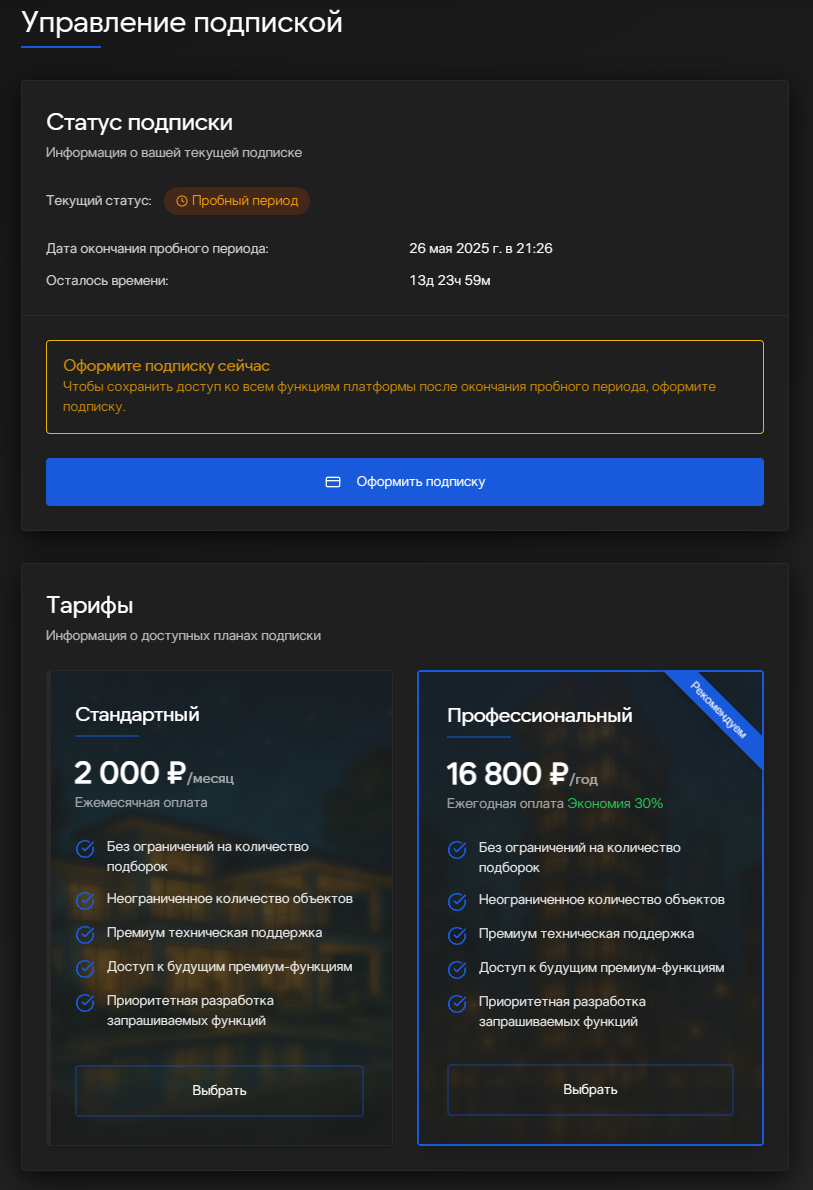 Управление подпиской
Статус подписки
Информация о вашей текущей подписке
Текущий статус: Пробный период
Дата окончания пробного периода: 26 мая 2025 г. в 21:26
Осталось времени: 13д 23ч 59м
Оформите подписку сейчас
Чтобы сохранить доступ ко всем функциям платформы после окончания пробного периода, оформите
подписку.
Оформить подписку
Тарифы
Информация о доступных планах подписки
Стандартный
2 000 ₽/месяц
Ежемесячная оплата
Без ограничений на количество
подборок
Неограниченное количество объектов
Премиум техническая поддержка
Доступ к будущим премиум-функциям
Приоритетная разработка
запрашиваемых функций
Выбрать
Рекомендуем
Профессиональный
16 800 ₽/год
Ежегодная оплата Экономия 30%
Без ограничений на количество
подборок
Неограниченное количество объектов
Премиум техническая поддержка
Доступ к будущим премиум-функциям
Приоритетная разработка
запрашиваемых функций
Выбрать